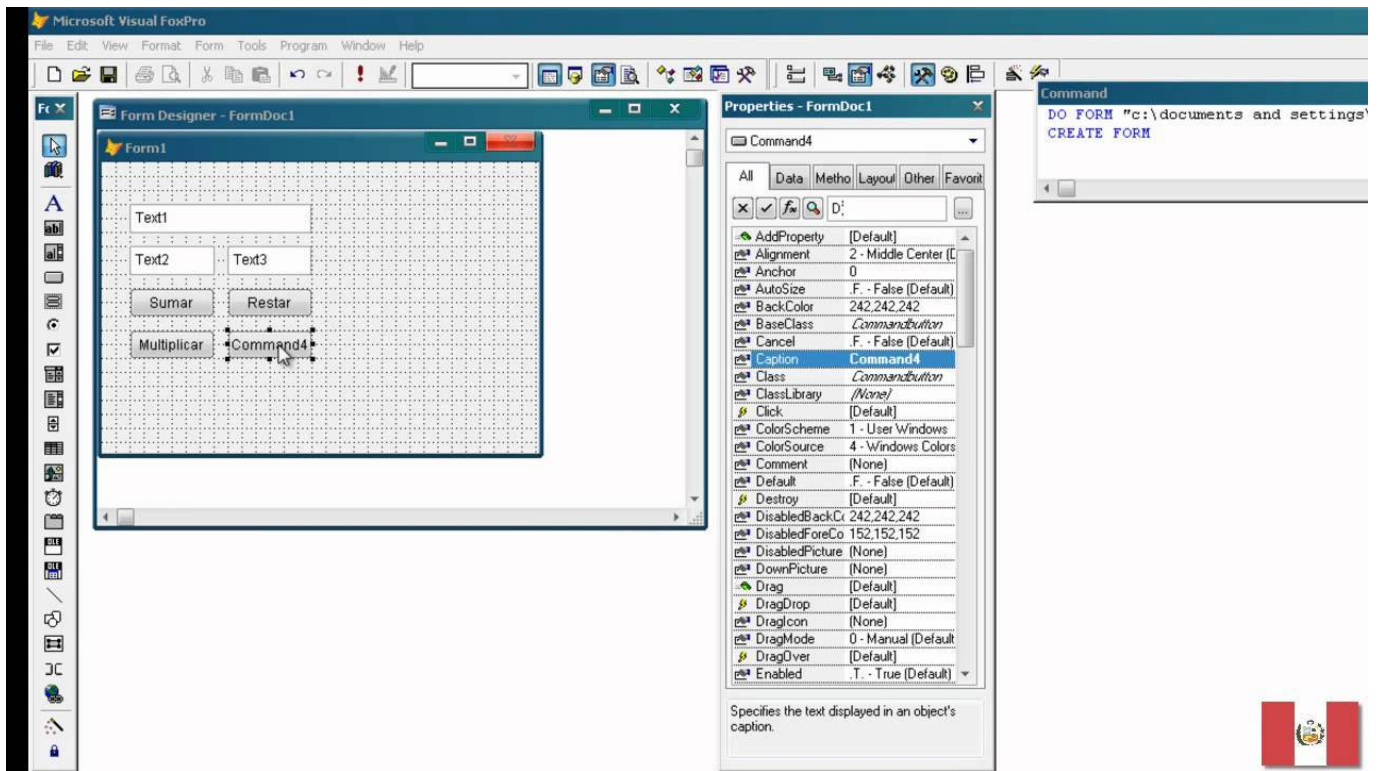 Microsoft Visual FoxPro
File Edit View Format Form Tools Program Window Help
Form Designer - FormDoc1
Form1
Text1
Text2 Text3
Sumar Restar
Multiplicar Command4
Properties - FormDoc1
Command4
All Data Metho Layout Other Favorit
AddProperty [Default]
Alignment 2 - Middle Center (D
Anchor 0
AutoSize .F. - False (Default)
BackColor 242,242,242
BaseClass Commandbutton
Cancel .F. - False (Default)
Caption Command4
Class Commandbutton
ClassLibrary (None)
Click [Default]
ColorScheme 1 - User Windows
ColorSource 4 - Windows Colors
Comment (None)
Default .F. - False (Default)
Destroy [Default]
DisabledBackCo 242,242,242
DisabledForeCo 152,152,152
DisabledPicture (None)
DownPicture (None)
Drag [Default]
DragDrop [Default]
DragIcon (None)
DragMode 0 - Manual (Default
DragOver [Default]
Enabled .T. - True (Default)
Specifies the text displayed in an object's
caption.
Command
DO FORM "c:\documents and settings\
CREATE FORM